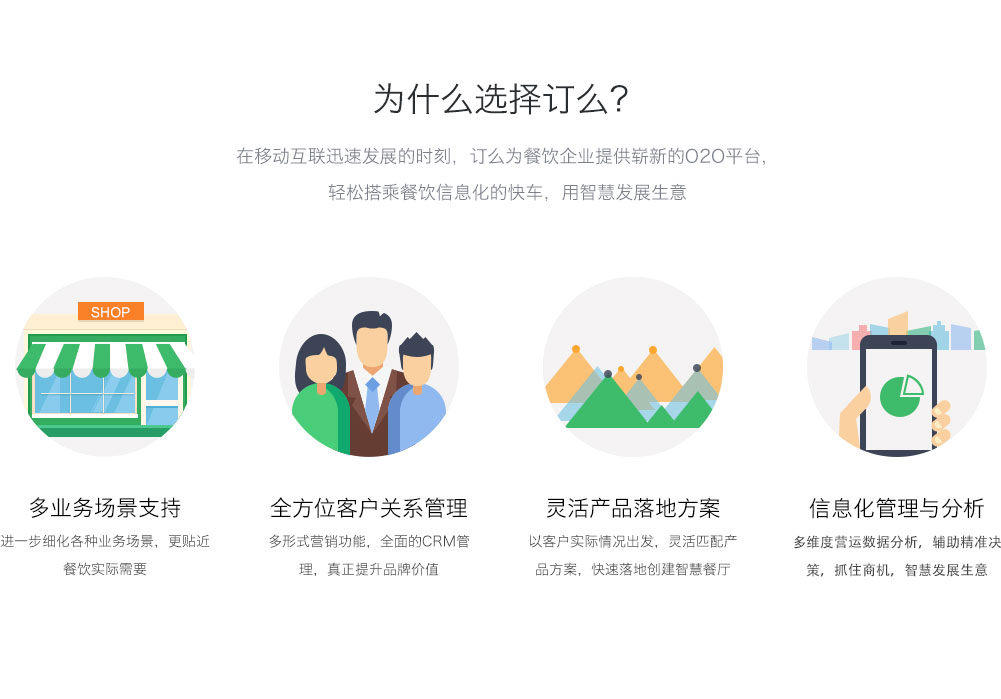 为什么选择订么?
在移动互联迅速发展的时刻，订么为餐饮企业提供崭新的O2O平台，
轻松搭乘餐饮信息化的快车，用智慧发展生意
SHOP
多业务场景支持
进一步细化各种业务场景，更贴近
餐饮实际需要
全方位客户关系管理
多形式营销功能，全面的CRM管
理，真正提升品牌价值
灵活产品落地方案
以客户实际情况出发，灵活匹配产
品方案，快速落地创建智慧餐厅
信息化管理与分析
多维度营运数据分析，辅助精准决
策，抓住商机，智慧发展生意